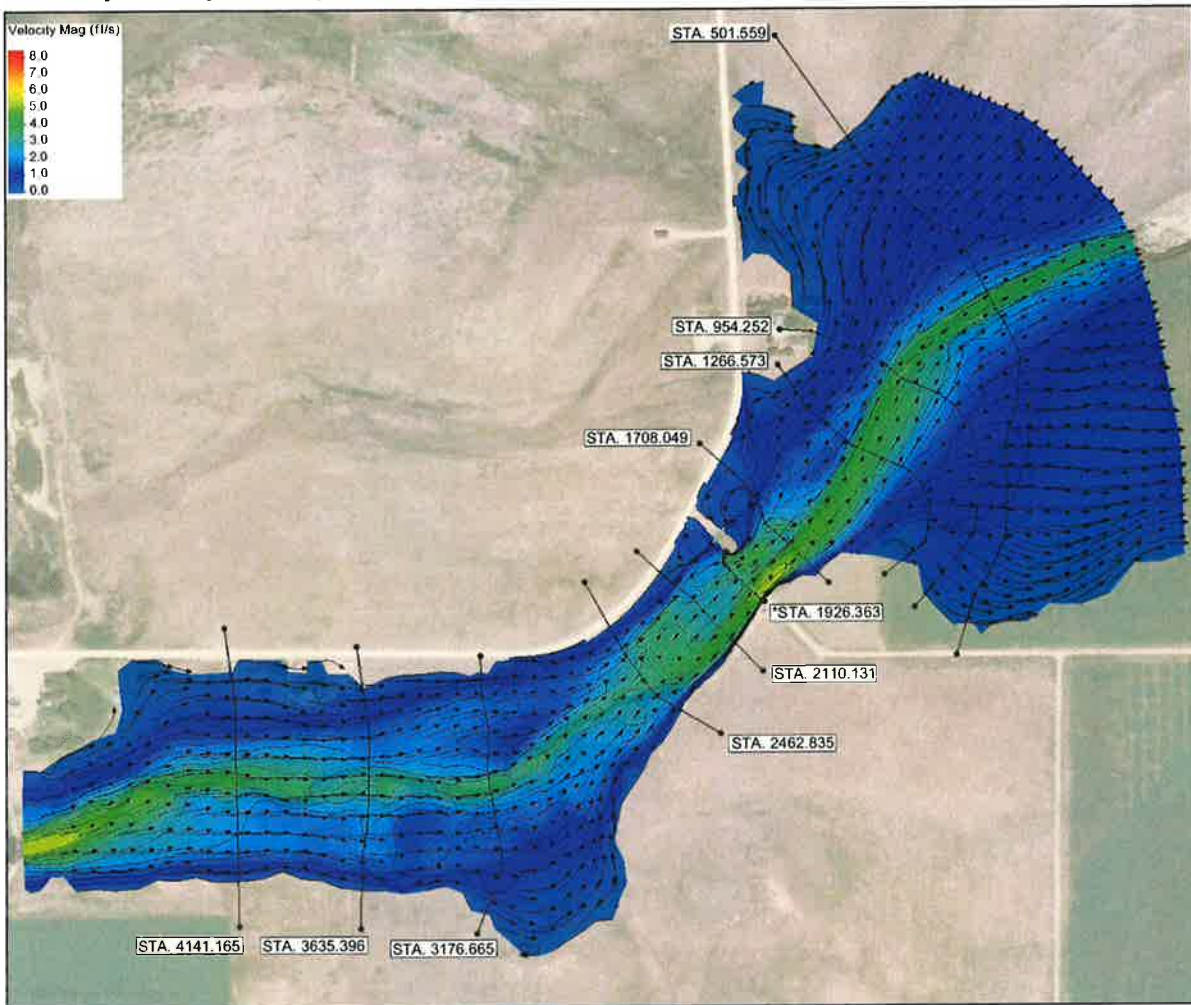 Velocity Mag (ft/s)
8.0
7.0
6.0
5.0
4.0
3.0
2.0
1.0
0.0
STA. 501.559
STA. 954.252
STA. 1266.573
STA. 1708.049
*STA. 1926.363
STA. 2110.131
STA. 2462.835
STA. 4141.165
STA. 3635.396
STA. 3176.665